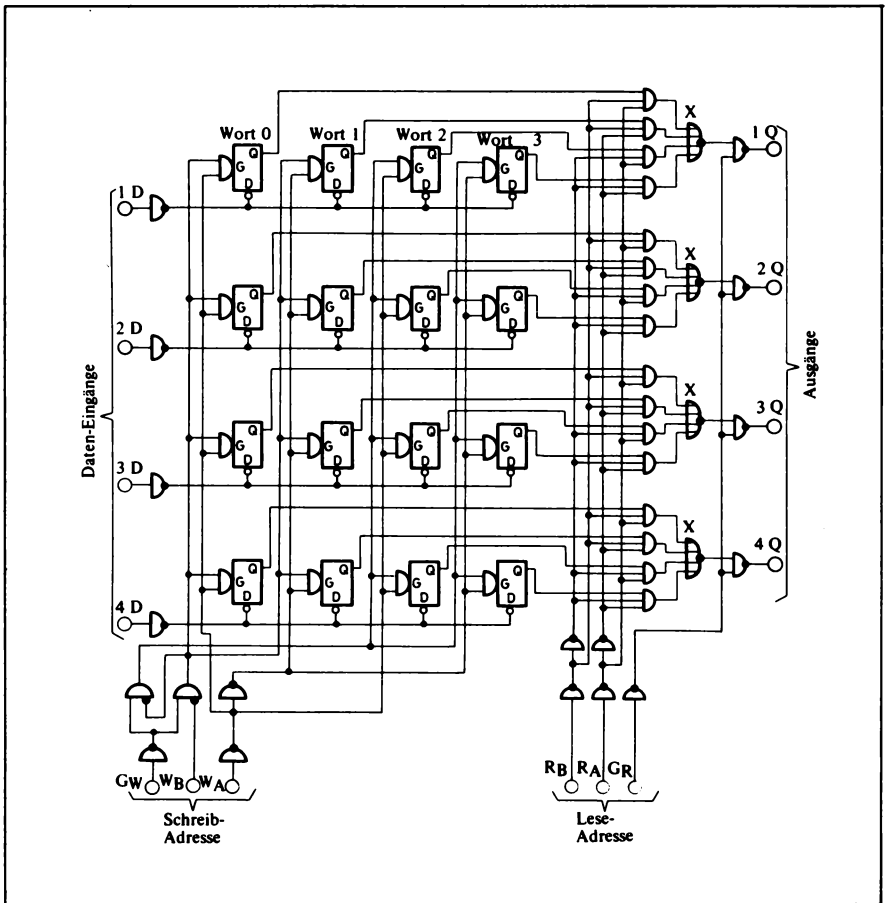 Wort 0 Wort 1 Wort 2 Wort 3
X
1 Q
Q Q Q Q
G G G G
D D D D
1 D
X
2 Q
Q Q Q Q
G G G G
D D D D
2 D
X
3 Q
Q Q Q Q
G G G G
D D D D
3 D
X
4 Q
Q Q Q Q
G G G G
D D D D
4 D
Daten-Eingänge
Ausgänge
GW WB WA
RB RA GR
Schreib-
Adresse
Lese-
Adresse